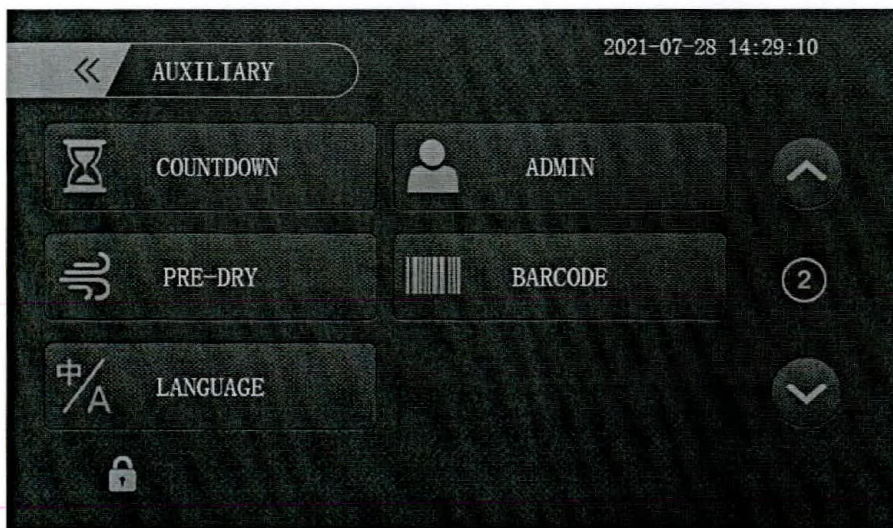 2021-07-28 14:29:10
AUXILIARY
COUNTDOWN
ADMIN
PRE-DRY
BARCODE
2
中/A
LANGUAGE